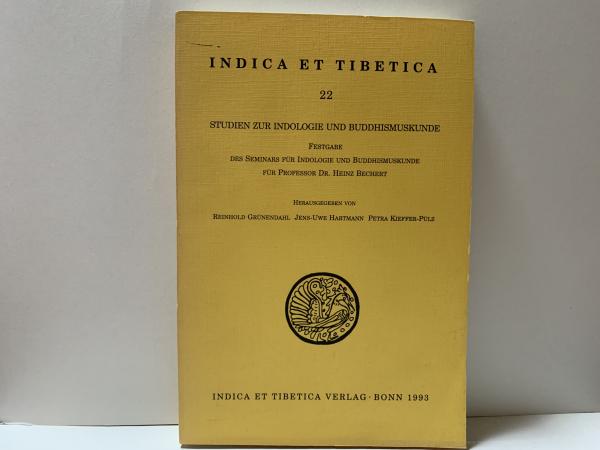 INDICA ET TIBETICA
22
STUDIEN ZUR INDOLOGIE UND BUDDHISMUSKUNDE
FESTGABE
DES SEMINARS FÜR INDOLOGIE UND BUDDHISMUSKUNDE
FÜR PROFESSOR DR. HEINZ BECHERT
HERAUSGEGEBEN VON
REINHOLD GRÜNENDAHL JENS-UWE HARTMANN PETRA KIEFFER-PÜLZ
INDICA ET TIBETICA VERLAG · BONN 1993